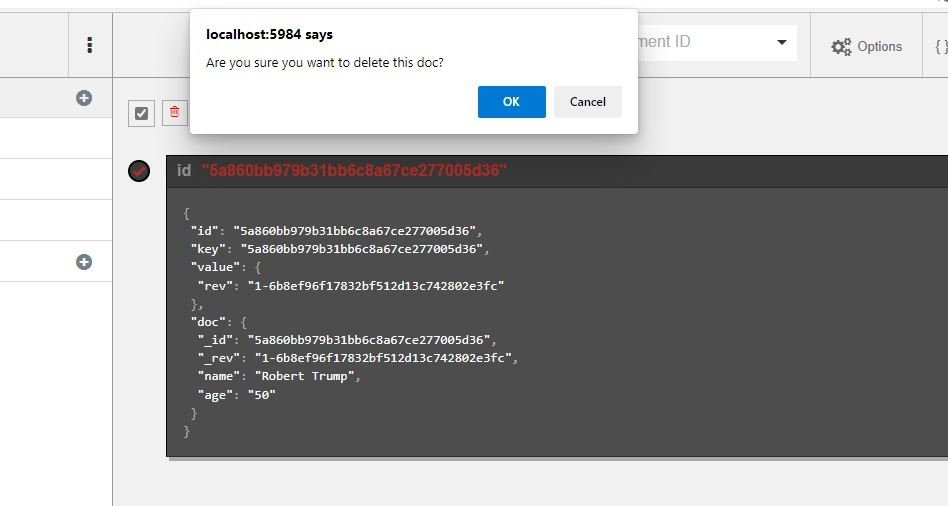 localhost:5984 says
Are you sure you want to delete this doc?
OK
Cancel
ment ID
Options
{ }
id "5a860bb979b31bb6c8a67ce277005d36"
{
"id": "5a860bb979b31bb6c8a67ce277005d36",
"key": "5a860bb979b31bb6c8a67ce277005d36",
"value": {
"rev": "1-6b8ef96f17832bf512d13c742802e3fc"
},
"doc": {
"_id": "5a860bb979b31bb6c8a67ce277005d36",
"_rev": "1-6b8ef96f17832bf512d13c742802e3fc",
"name": "Robert Trump",
"age": "50"
}
}